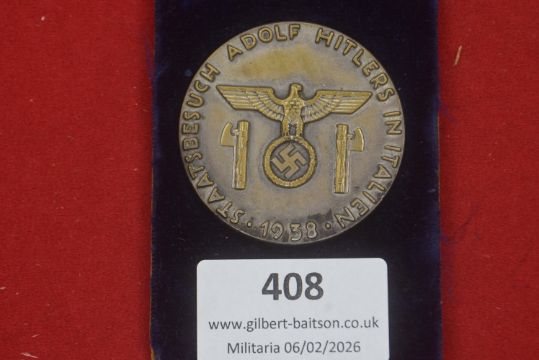 STAATSBESUCH ADOLF HITLERS IN ITALIEN
· 1938 ·
408
www.gilbert-baitson.co.uk
Militaria 06/02/2026